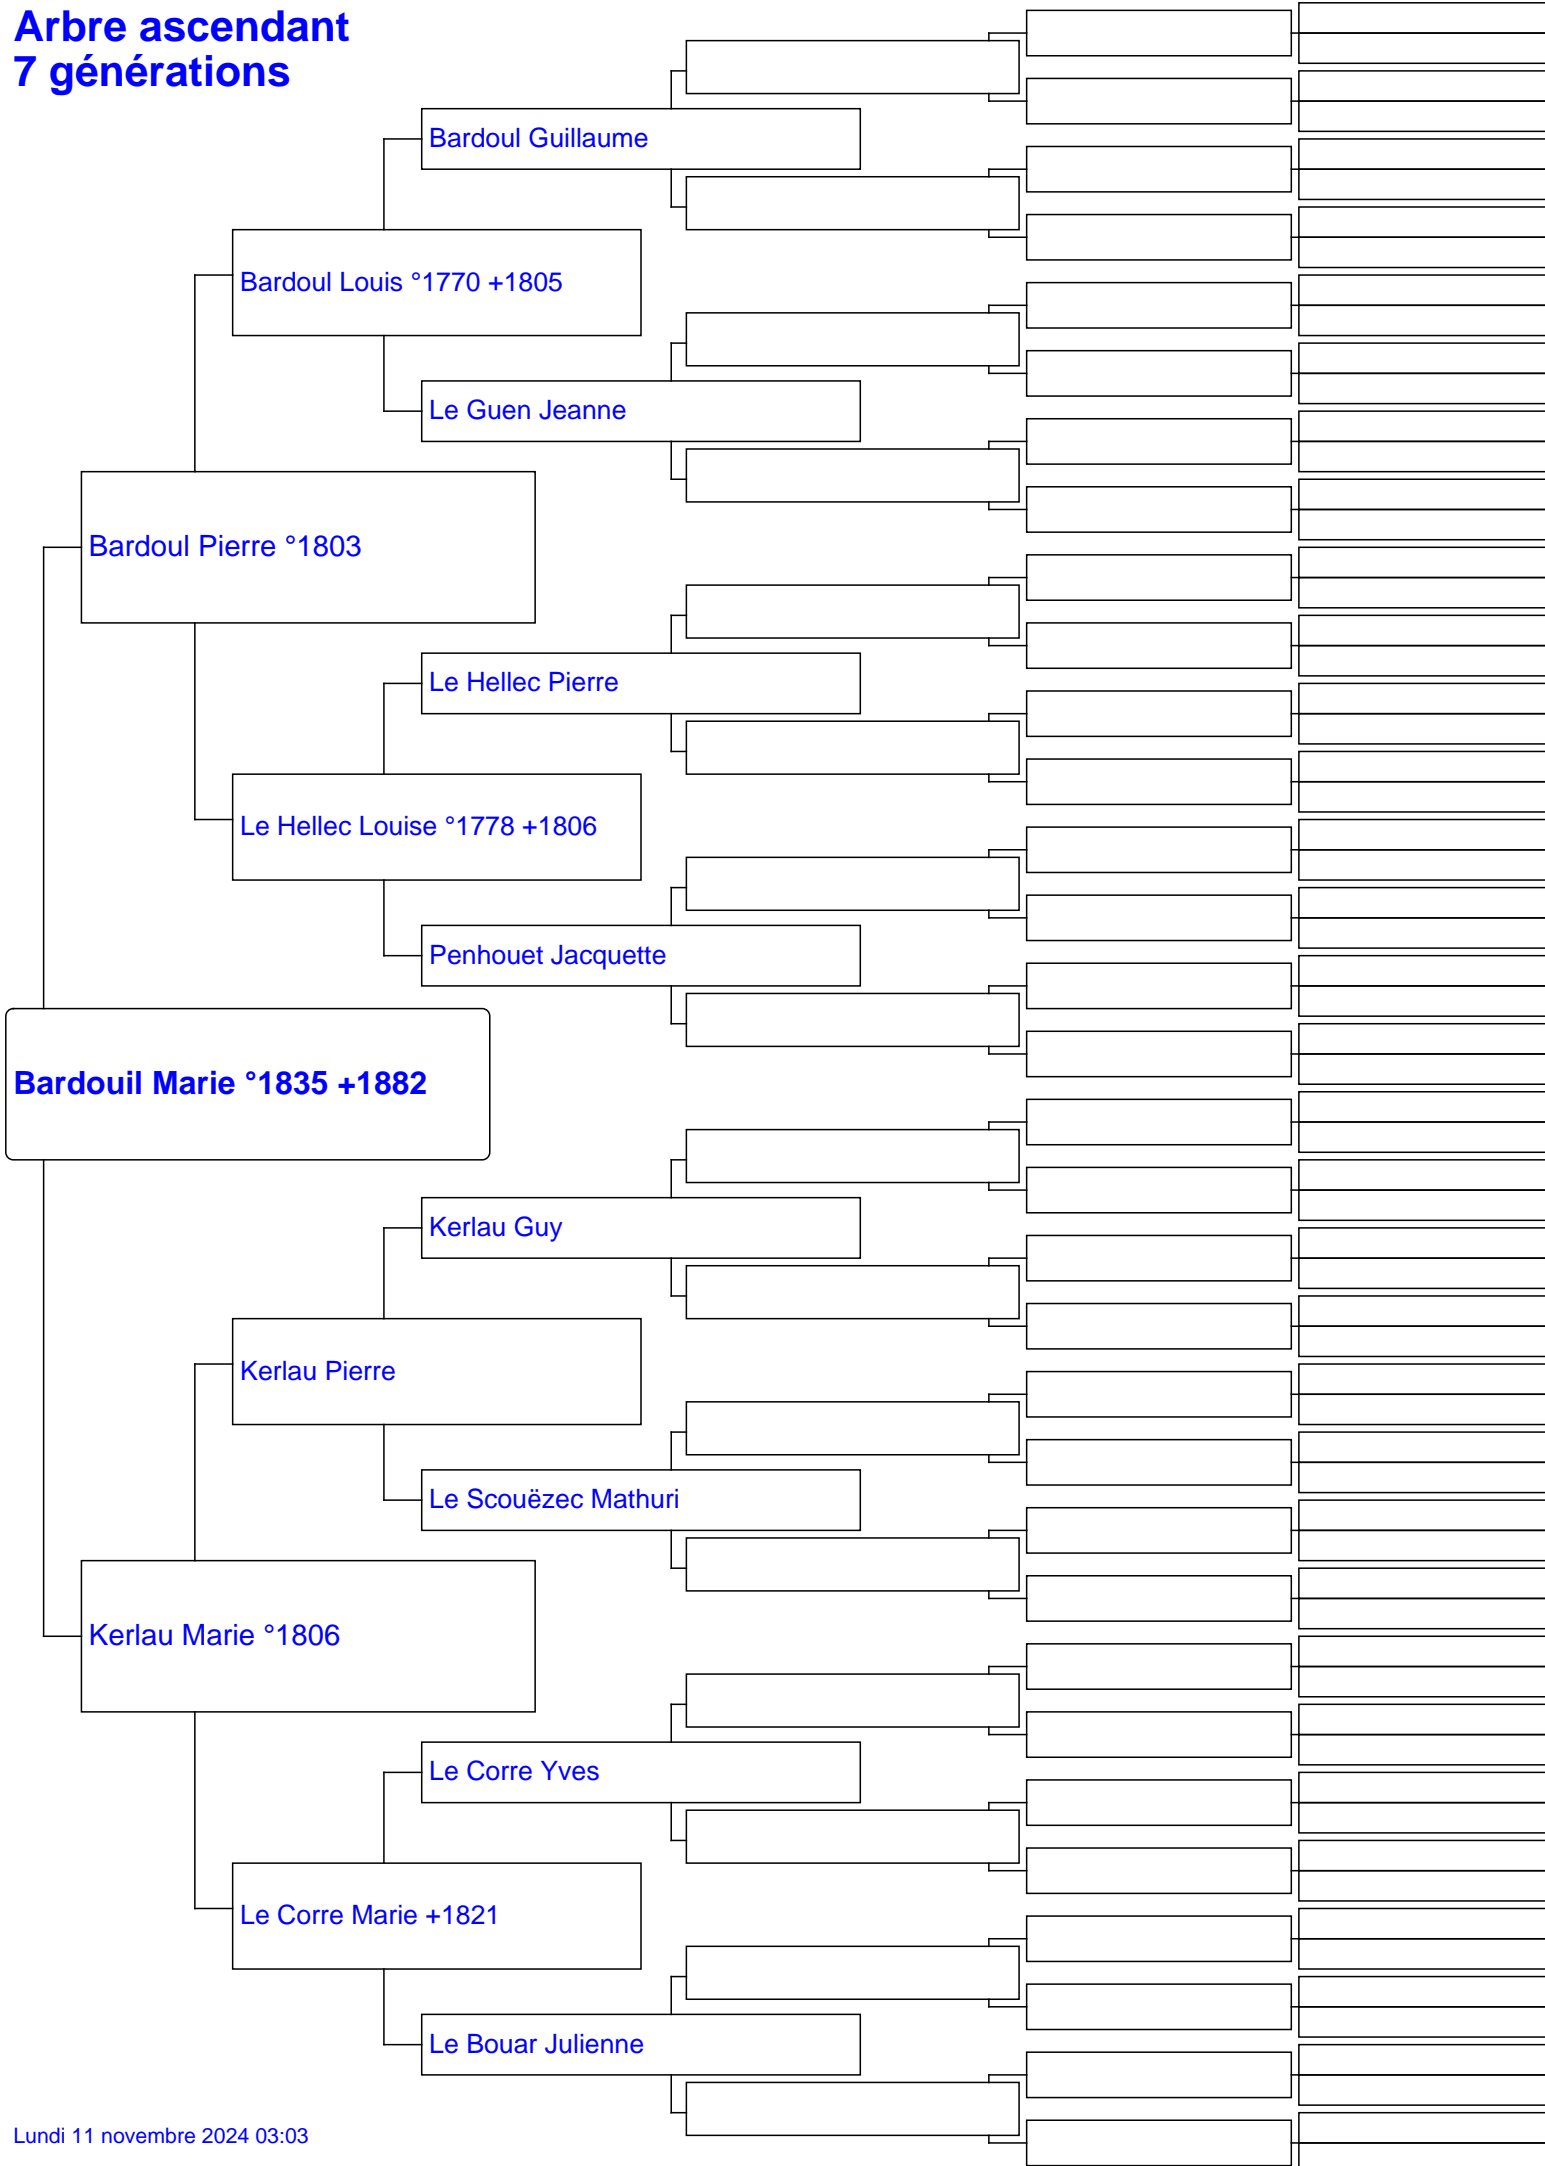 Arbre ascendant
7 générations
Bardoul Guillaume
Bardoul Louis °1770 +1805
Le Guen Jeanne
Bardoul Pierre °1803
Le Hellec Pierre
Le Hellec Louise °1778 +1806
Penhouet Jacquette
Bardouil Marie °1835 +1882
Kerlau Guy
Kerlau Pierre
Le Scouëzec Mathuri
Kerlau Marie °1806
Le Corre Yves
Le Corre Marie +1821
Le Bouar Julienne
Lundi 11 novembre 2024 03:03